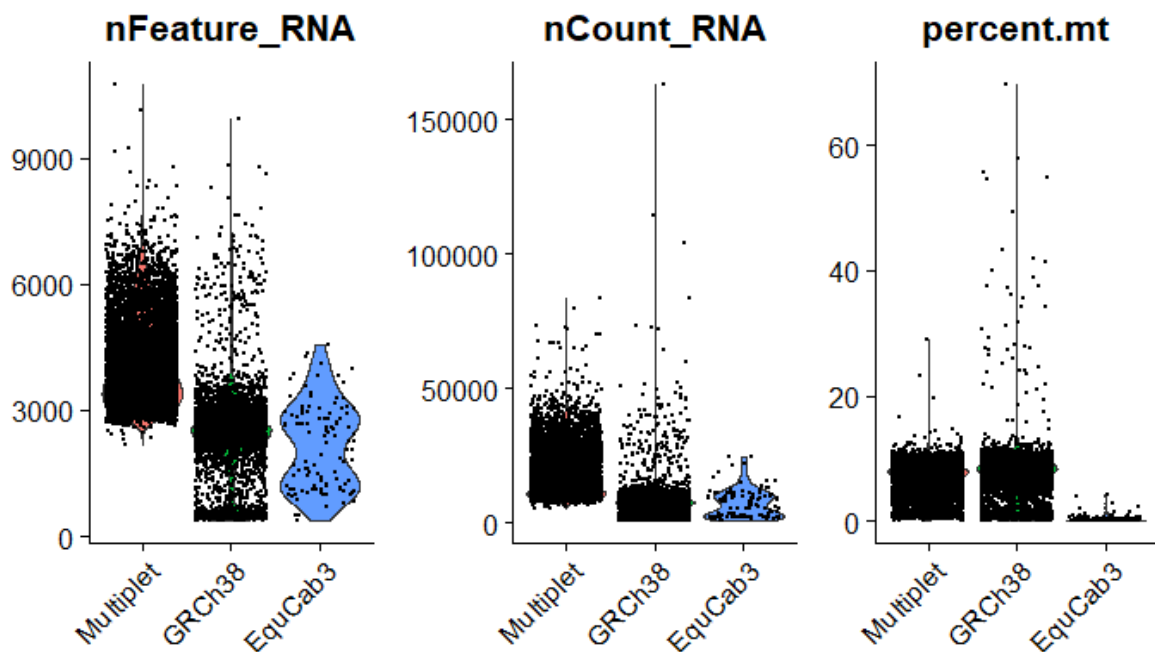 nFeature_RNA
9000
6000
3000
0
Multiplet
GRCh38
EquCab3
nCount_RNA
150000
100000
50000
0
Multiplet
GRCh38
EquCab3
percent.mt
60
40
20
0
Multiplet
GRCh38
EquCab3